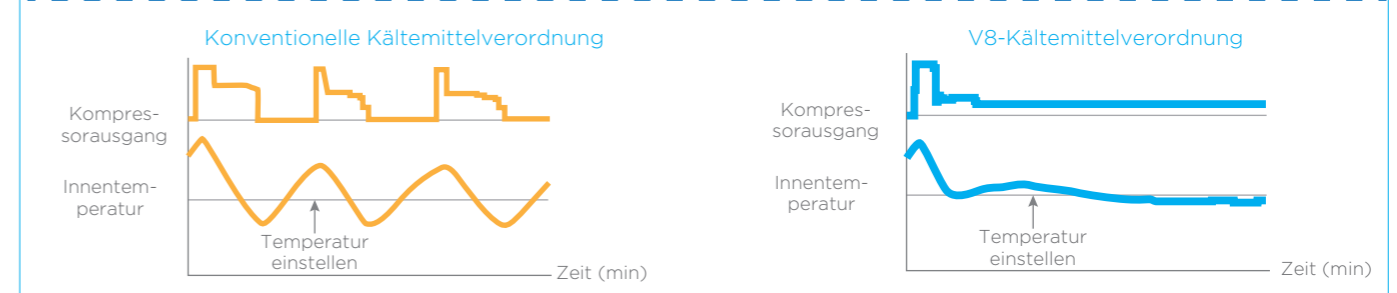 Konventionelle Kältemittelverordnung
Kompres-
sorausgang
Innentem-
peratur
Temperatur
einstellen
Zeit (min)
V8-Kältemittelverordnung
Kompres-
sorausgang
Innentem-
peratur
Temperatur
einstellen
Zeit (min)